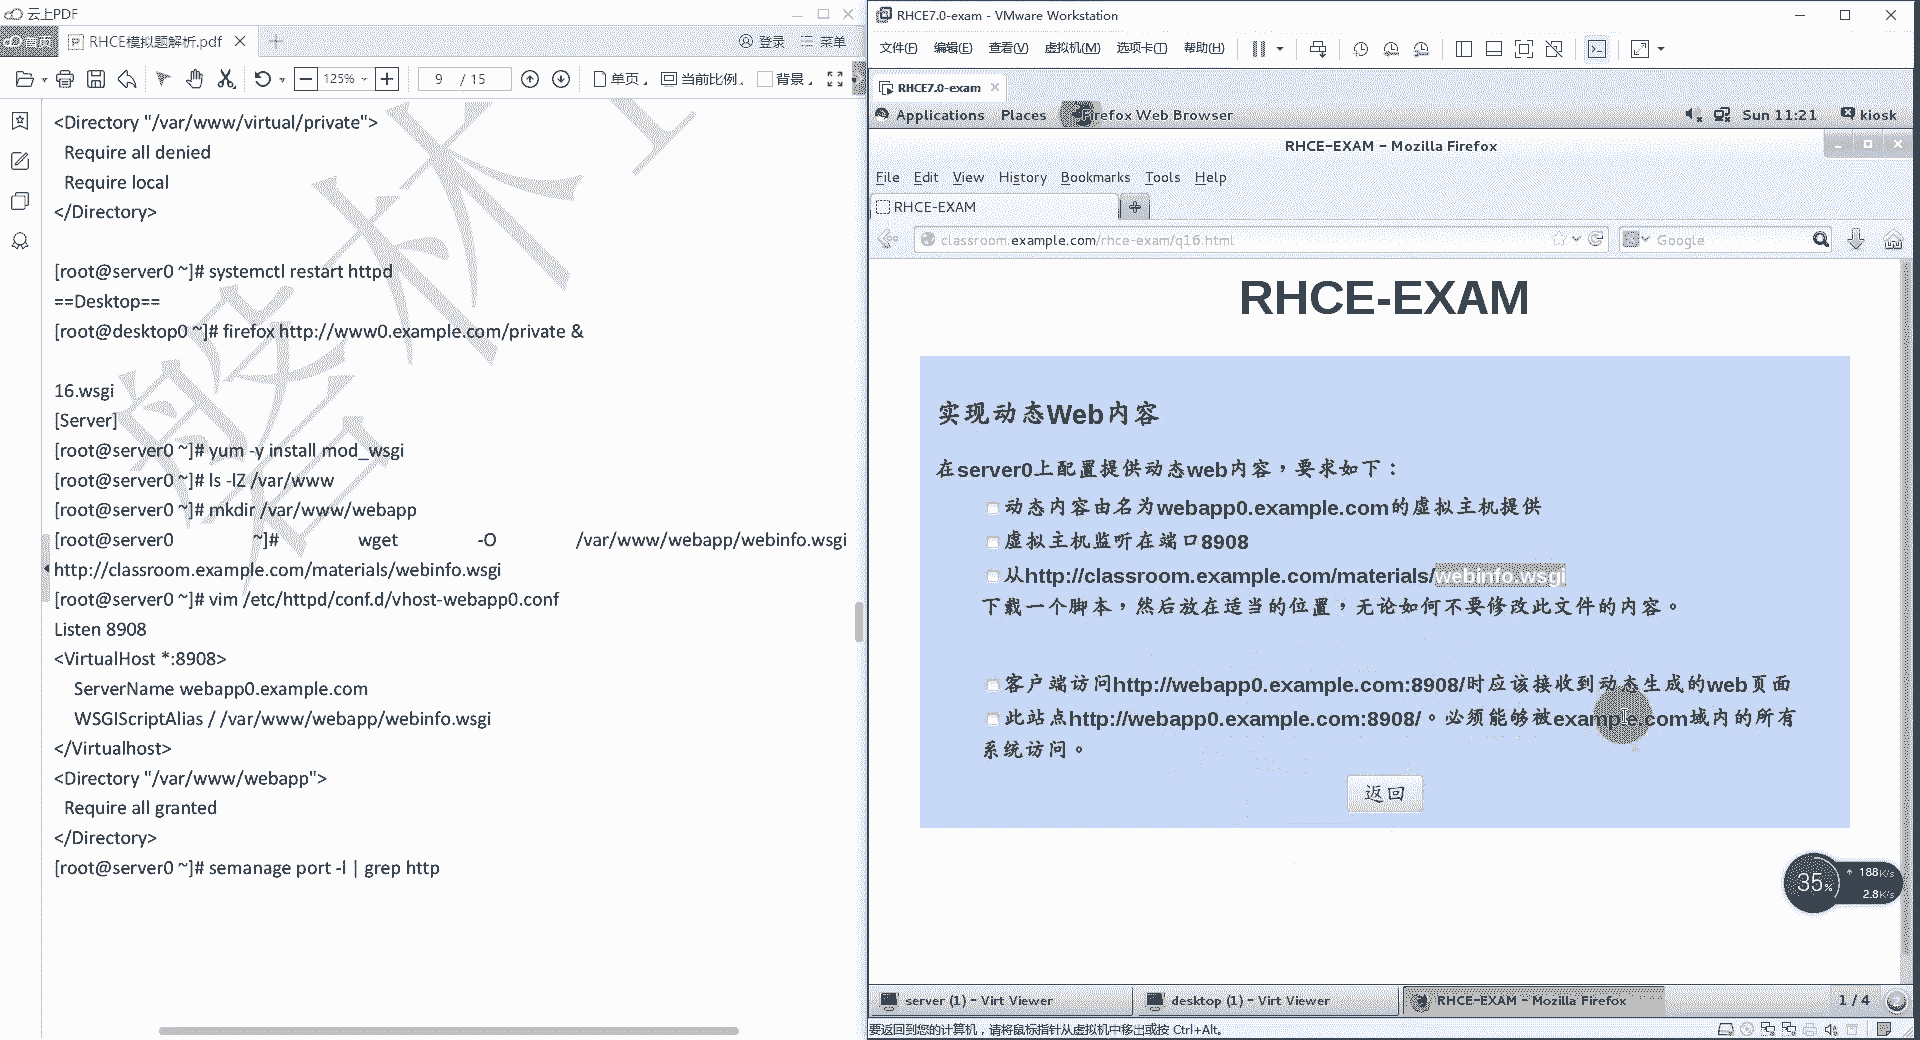 云上PDF
首页
RHCE模拟题解析.pdf
登录
菜单
125%
9 / 15
单页
当前比例
背景
<Directory "/var/www/virtual/private">
Require all denied
Require local
</Directory>
[root@server0 ~]# systemctl restart httpd
==Desktop==
[root@desktop0 ~]# firefox http://www0.example.com/private &
16.wsgi
[Server]
[root@server0 ~]# yum -y install mod_wsgi
[root@server0 ~]# ls -lZ /var/www
[root@server0 ~]# mkdir /var/www/webapp
[root@server0 ~]# wget -O /var/www/webapp/webinfo.wsgi
http://classroom.example.com/materials/webinfo.wsgi
[root@server0 ~]# vim /etc/httpd/conf.d/vhost-webapp0.conf
Listen 8908
<VirtualHost *:8908>
ServerName webapp0.example.com
WSGIScriptAlias / /var/www/webapp/webinfo.wsgi
</Virtualhost>
<Directory "/var/www/webapp">
Require all granted
</Directory>
[root@server0 ~]# semanage port -l | grep http
RHCE7.0-exam - VMware Workstation
文件(F) 编辑(E) 查看(V) 虚拟机(M) 选项卡(T) 帮助(H)
RHCE7.0-exam
Applications Places Firefox Web Browser Sun 11:21 kiosk
RHCE-EXAM - Mozilla Firefox
File Edit View History Bookmarks Tools Help
RHCE-EXAM
classroom.example.com/rhce-exam/q16.html
Google
RHCE-EXAM
实现动态Web内容
在server0上配置提供动态web内容，要求如下：
动态内容由名为webapp0.example.com的虚拟主机提供
虚拟主机监听在端口8908
从http://classroom.example.com/materials/webinfo.wsgi
下载一个脚本，然后放在适当的位置，无论如何不要修改此文件的内容。
客户端访问http://webapp0.example.com:8908/时应该接收到动态生成的web页面
此站点http://webapp0.example.com:8908/。必须能够被example.com域内的所有
系统访问。
返回
35%
188K/s
2.8K/s
server (1) - Virt Viewer
desktop (1) - Virt Viewer
RHCE-EXAM - Mozilla Firefox
1 / 4
要返回到您的计算机，请将鼠标指针从虚拟机中移出或按 Ctrl+Alt。